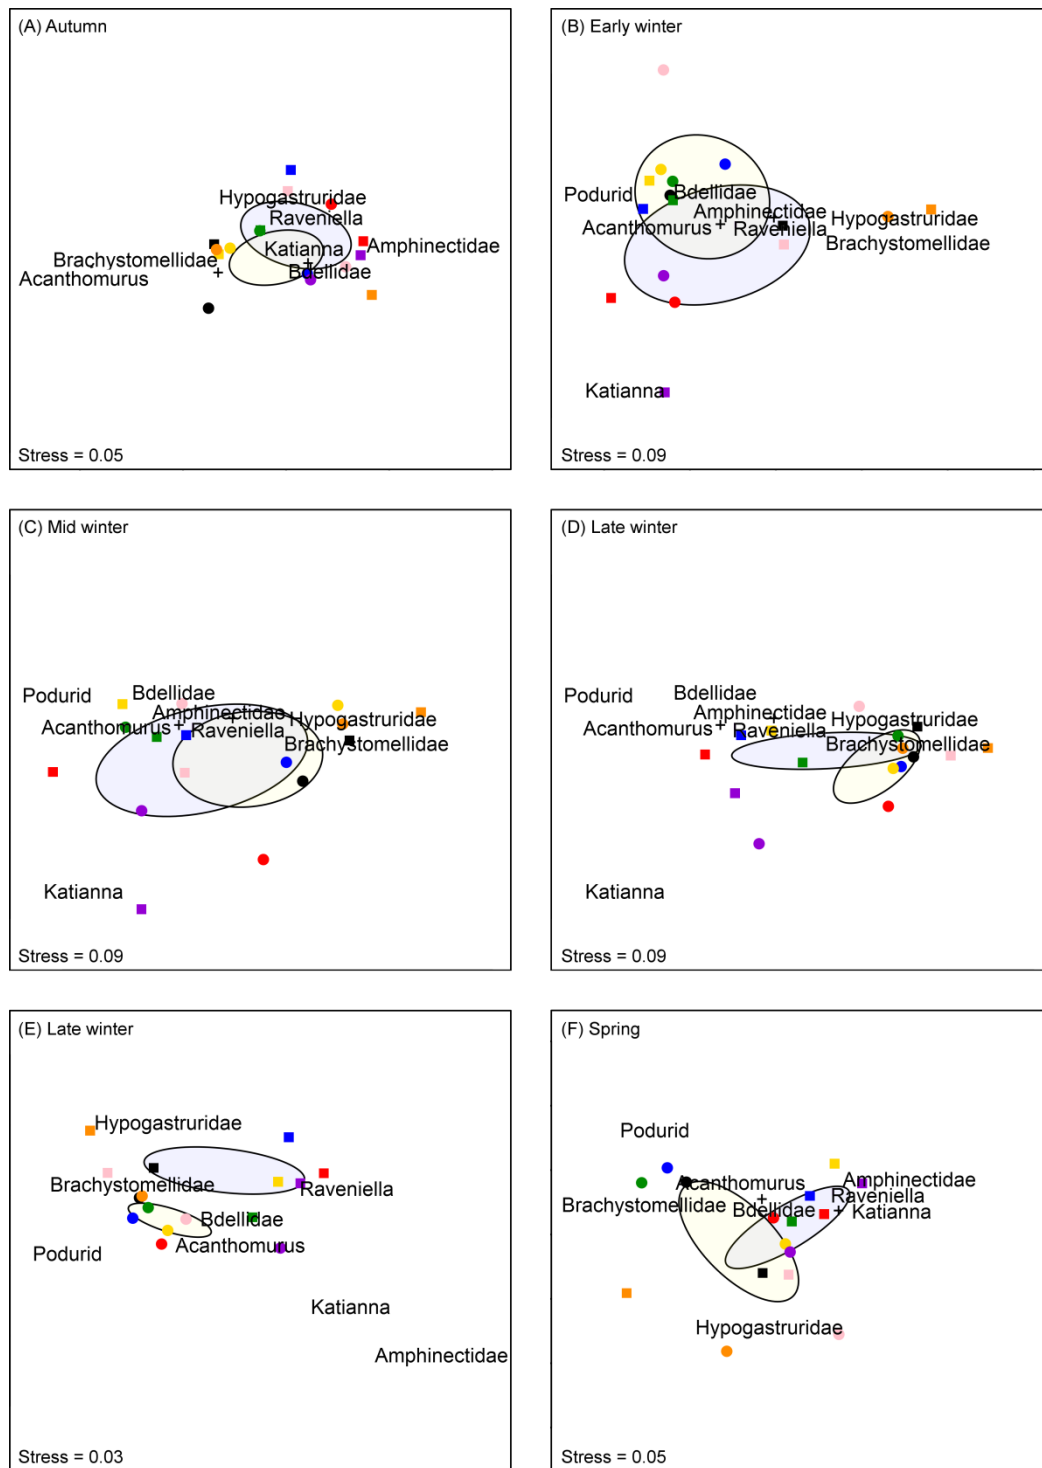 (A) Autumn
Hypogastruridae
Raveniella
Katianna
Amphinectidae
Brachystomellidae
Bdellidae
Acanthomurus
Stress = 0.05
(B) Early winter
Podurid
Bdellidae
Amphinectidae
Hypogastruridae
Acanthomurus
Raveniella
Brachystomellidae
Katianna
Stress = 0.09
(C) Mid winter
Podurid
Bdellidae
Amphinectidae
Hypogastruridae
Acanthomurus
Raveniella
Brachystomellidae
Katianna
Stress = 0.09
(D) Late winter
Podurid
Bdellidae
Amphinectidae
Hypogastruridae
Acanthomurus
Raveniella
Brachystomellidae
Katianna
Stress = 0.09
(E) Late winter
Hypogastruridae
Brachystomellidae
Raveniella
Bdellidae
Acanthomurus
Podurid
Katianna
Amphinectidae
Stress = 0.03
(F) Spring
Podurid
Acanthomurus
Amphinectidae
Brachystomellidae
Raveniella
Bdellidae
Katianna
Hypogastruridae
Stress = 0.05